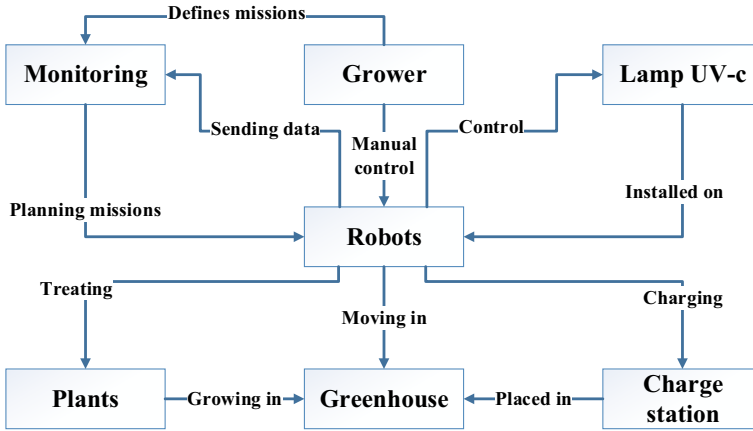 Defines missions
Monitoring
Grower
Lamp UV-c
Sending data
Manual
control
Control
Planning missions
Installed on
Robots
Treating
Moving in
Charging
Plants
Growing in
Greenhouse
Placed in
Charge
station